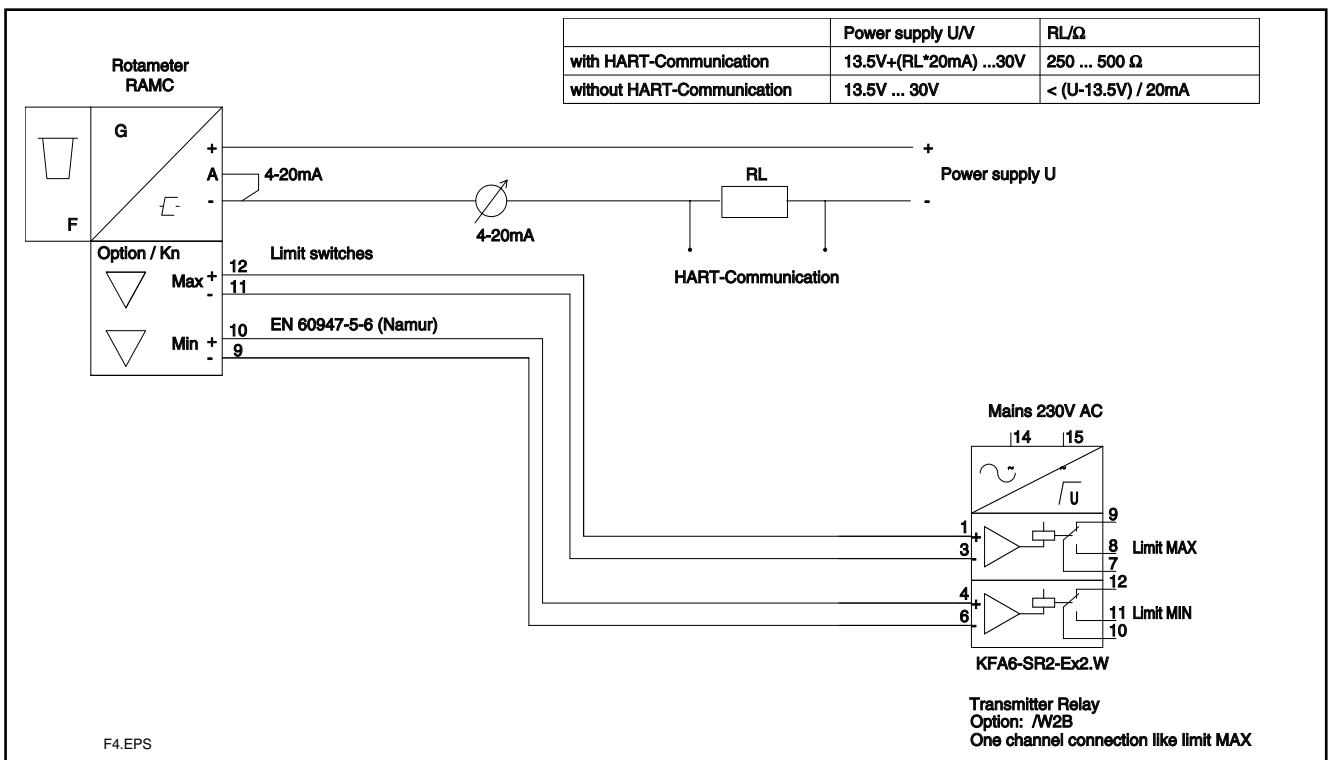 Power supply U/V RL/Ω
with HART-Communication 13.5V+(RL*20mA) ...30V 250 ... 500 Ω
without HART-Communication 13.5V ... 30V < (U-13.5V) / 20mA
Rotameter
RAMC
G
F
+
A
-
4-20mA
4-20mA
RL
+
Power supply U
-
HART-Communication
Option / Kn
Limit switches
Max + 12
- 11
EN 60947-5-6 (Namur)
Min + 10
- 9
Mains 230V AC
14 15
~
~
U
1 +
3 -
9
8 Limit MAX
7
4 +
6 -
12
11 Limit MIN
10
KFA6-SR2-Ex2.W
Transmitter Relay
Option: /W2B
One channel connection like limit MAX
F4.EPS